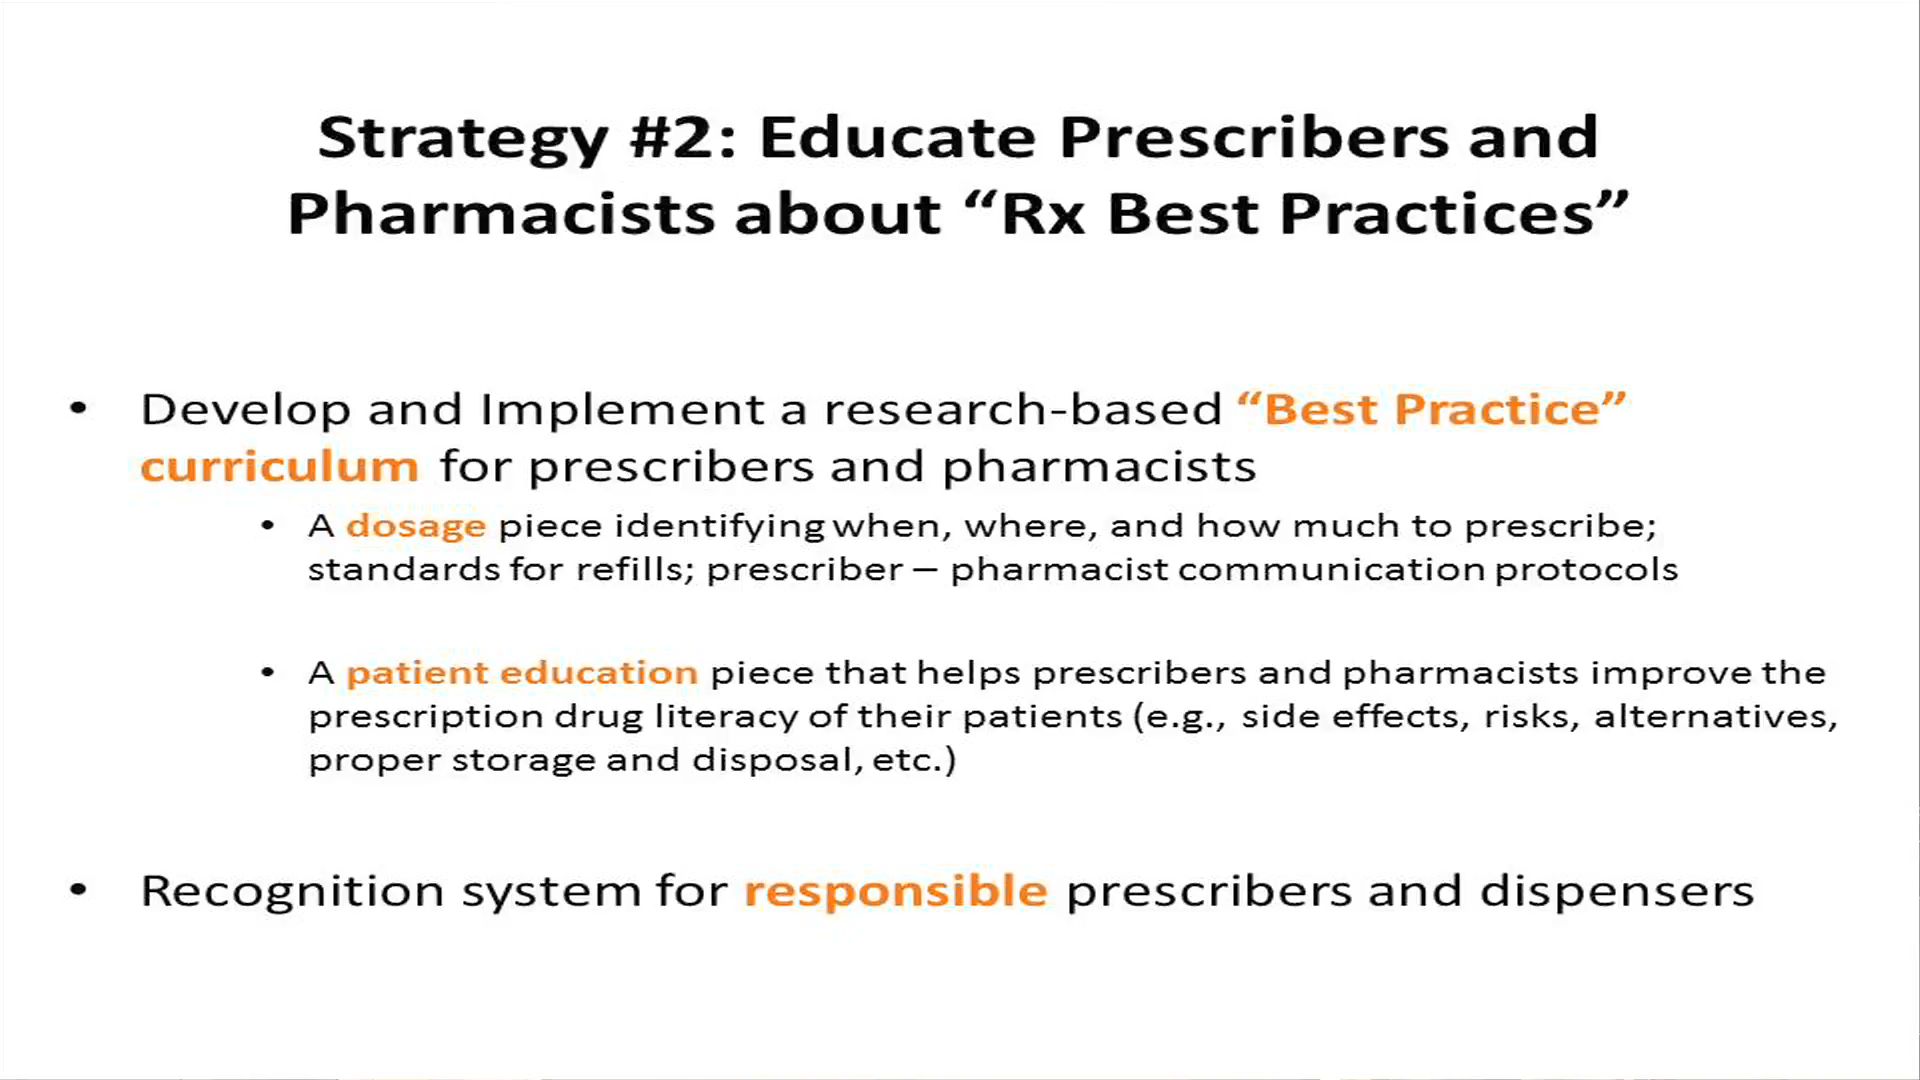 Strategy #2: Educate Prescribers and
Pharmacists about “Rx Best Practices”
• Develop and Implement a research-based “Best Practice”
curriculum for prescribers and pharmacists
• A dosage piece identifying when, where, and how much to prescribe;
standards for refills; prescriber – pharmacist communication protocols
• A patient education piece that helps prescribers and pharmacists improve the
prescription drug literacy of their patients (e.g., side effects, risks, alternatives,
proper storage and disposal, etc.)
• Recognition system for responsible prescribers and dispensers